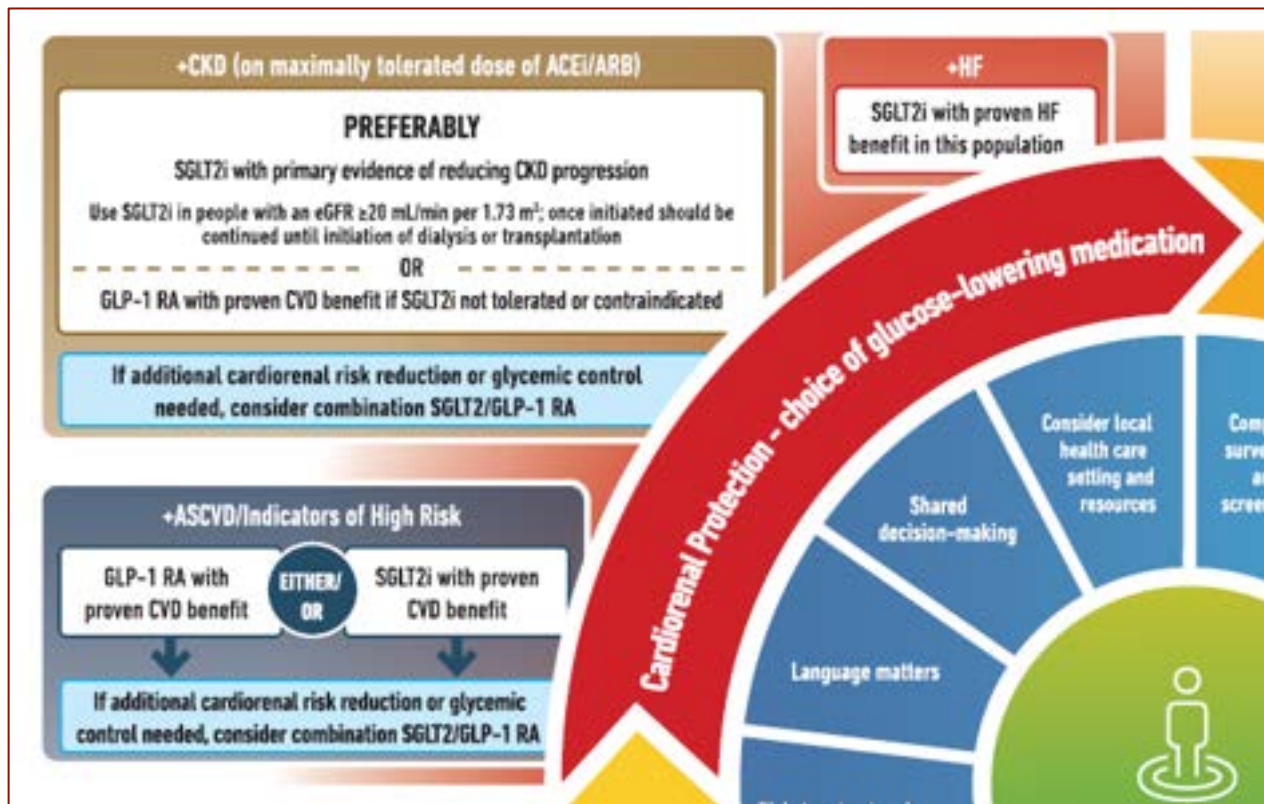 +CKD (on maximally tolerated dose of ACEi/ARB)
PREFERABLY
SGLT2i with primary evidence of reducing CKD progression
Use SGLT2i in people with an eGFR ≥20 mL/min per 1.73 m²; once initiated should be
continued until initiation of dialysis or transplantation
OR
GLP-1 RA with proven CVD benefit if SGLT2i not tolerated or contraindicated
If additional cardiorenal risk reduction or glycemic control
needed, consider combination SGLT2/GLP-1 RA
+HF
SGLT2i with proven HF
benefit in this population
+ASCVD/Indicators of High Risk
GLP-1 RA with
proven CVD benefit
EITHER/
OR
SGLT2i with proven
CVD benefit
If additional cardiorenal risk reduction or glycemic
control needed, consider combination SGLT2/GLP-1 RA
Cardiorenal Protection - choice of glucose-lowering medication
Consider local
health care
setting and
resources
Shared
decision-making
Language matters